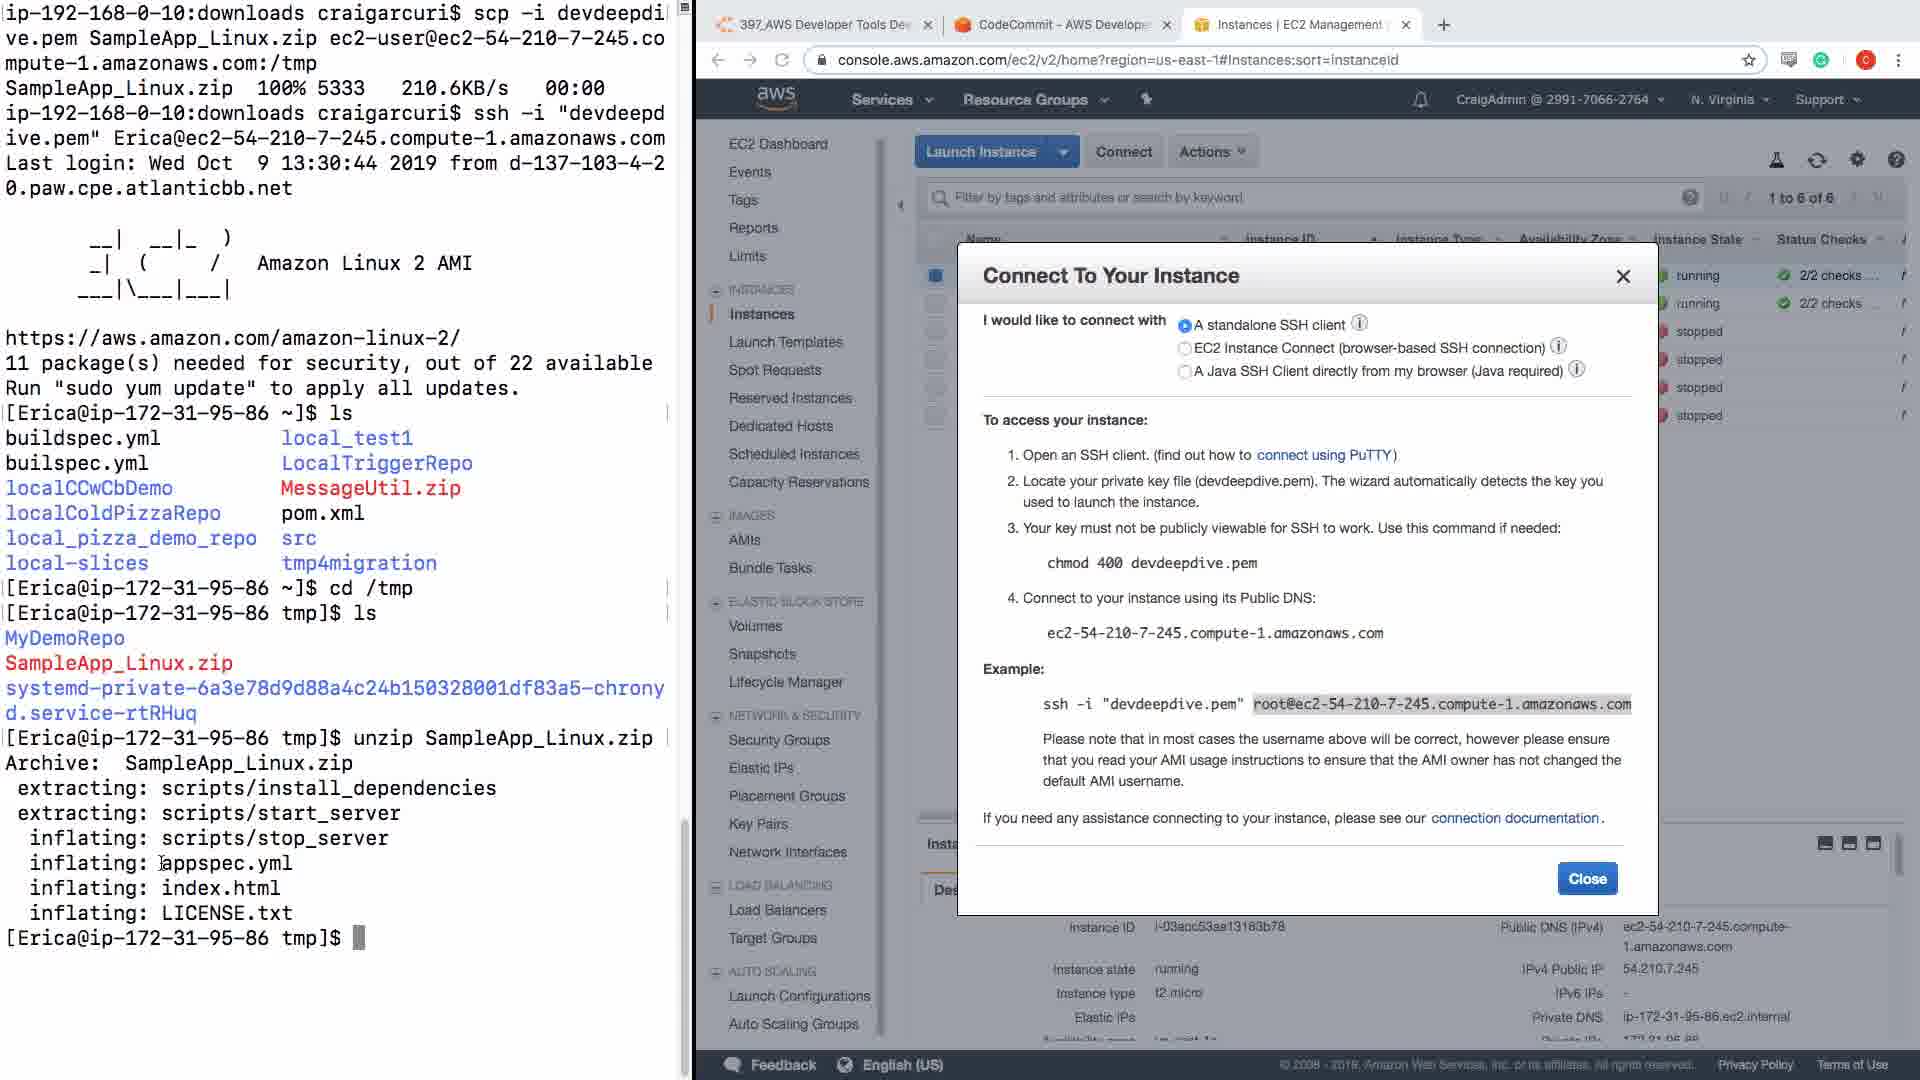 ip-192-168-0-10:downloads craigarcuri$ scp -i devdeepdi
ve.pem SampleApp_Linux.zip ec2-user@ec2-54-210-7-245.co
mpute-1.amazonaws.com:/tmp
SampleApp_Linux.zip  100% 5333   210.6KB/s   00:00
ip-192-168-0-10:downloads craigarcuri$ ssh -i "devdeepd
ive.pem" Erica@ec2-54-210-7-245.compute-1.amazonaws.com
Last login: Wed Oct  9 13:30:44 2019 from d-137-103-4-2
0.paw.cpe.atlanticbb.net
__|  __|_  )
_|  (     /   Amazon Linux 2 AMI
___|\___|___|
https://aws.amazon.com/amazon-linux-2/
11 package(s) needed for security, out of 22 available
Run "sudo yum update" to apply all updates.
[Erica@ip-172-31-95-86 ~]$ ls
buildspec.yml          local_test1
builspec.yml           LocalTriggerRepo
localCCwCbDemo         MessageUtil.zip
localColdPizzaRepo     pom.xml
local_pizza_demo_repo  src
local-slices           tmp4migration
[Erica@ip-172-31-95-86 ~]$ cd /tmp
[Erica@ip-172-31-95-86 tmp]$ ls
MyDemoRepo
SampleApp_Linux.zip
systemd-private-6a3e78d9d88a4c24b150328001df83a5-chrony
d.service-rtRHuq
[Erica@ip-172-31-95-86 tmp]$ unzip SampleApp_Linux.zip
Archive:  SampleApp_Linux.zip
extracting: scripts/install_dependencies
extracting: scripts/start_server
inflating: scripts/stop_server
inflating: appspec.yml
inflating: index.html
inflating: LICENSE.txt
[Erica@ip-172-31-95-86 tmp]$
397_AWS Developer Tools Dee
CodeCommit - AWS Develope
Instances | EC2 Management
console.aws.amazon.com/ec2/v2/home?region=us-east-1#Instances:sort=instanceId
C
aws
Services
Resource Groups
CraigAdmin @ 2991-7066-2764
N. Virginia
Support
EC2 Dashboard
Events
Tags
Reports
Limits
INSTANCES
Instances
Launch Templates
Spot Requests
Reserved Instances
Dedicated Hosts
Scheduled Instances
Capacity Reservations
IMAGES
AMIs
Bundle Tasks
ELASTIC BLOCK STORE
Volumes
Snapshots
Lifecycle Manager
NETWORK & SECURITY
Security Groups
Elastic IPs
Placement Groups
Key Pairs
Network Interfaces
LOAD BALANCING
Load Balancers
Target Groups
AUTO SCALING
Launch Configurations
Auto Scaling Groups
Launch Instance
Connect
Actions
Filter by tags and attributes or search by keyword
1 to 6 of 6
Name
Instance ID
Instance Type
Availability Zone
Instance State
Status Checks
running
2/2 checks ...
running
2/2 checks ...
stopped
stopped
stopped
stopped
Connect To Your Instance
I would like to connect with
A standalone SSH client
EC2 Instance Connect (browser-based SSH connection)
A Java SSH Client directly from my browser (Java required)
To access your instance:
1. Open an SSH client. (find out how to connect using PuTTY)
2. Locate your private key file (devdeepdive.pem). The wizard automatically detects the key you
used to launch the instance.
3. Your key must not be publicly viewable for SSH to work. Use this command if needed:
chmod 400 devdeepdive.pem
4. Connect to your instance using its Public DNS:
ec2-54-210-7-245.compute-1.amazonaws.com
Example:
ssh -i "devdeepdive.pem" root@ec2-54-210-7-245.compute-1.amazonaws.com
Please note that in most cases the username above will be correct, however please ensure
that you read your AMI usage instructions to ensure that the AMI owner has not changed the
default AMI username.
If you need any assistance connecting to your instance, please see our connection documentation.
Close
Insta
Des
Instance ID
i-03acc53aa13183b78
Instance state
running
Instance type
t2.micro
Elastic IPs
Public DNS (IPv4)
ec2-54-210-7-245.compute-
1.amazonaws.com
IPv4 Public IP
54.210.7.245
IPv6 IPs
-
Private DNS
ip-172-31-95-86.ec2.internal
Feedback
English (US)
© 2008 - 2019, Amazon Web Services, Inc. or its affiliates. All rights reserved.
Privacy Policy
Terms of Use